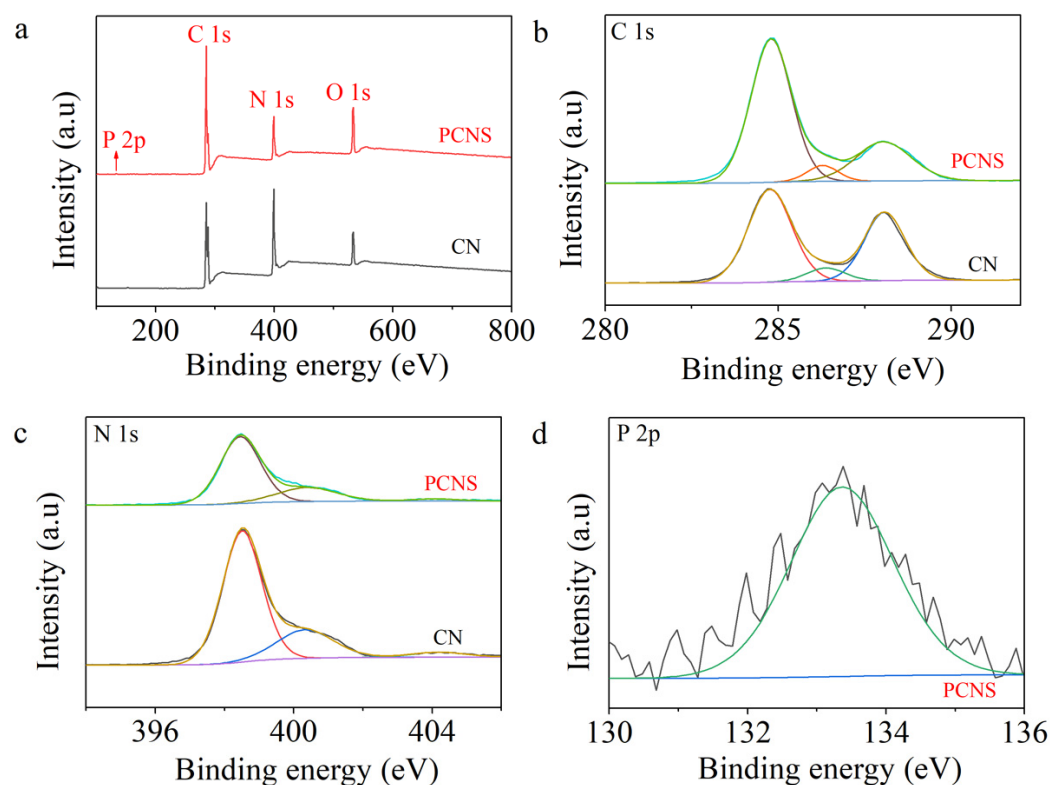 a
C 1s
N 1s
O 1s
P 2p
PCNS
CN
Intensity (a.u)
200 400 600 800
Binding energy (eV)
b
C 1s
PCNS
CN
Intensity (a.u)
280 285 290
Binding energy (eV)
c
N 1s
PCNS
CN
Intensity (a.u)
396 400 404
Binding energy (eV)
d
P 2p
PCNS
Intensity (a.u)
130 132 134 136
Binding energy (eV)